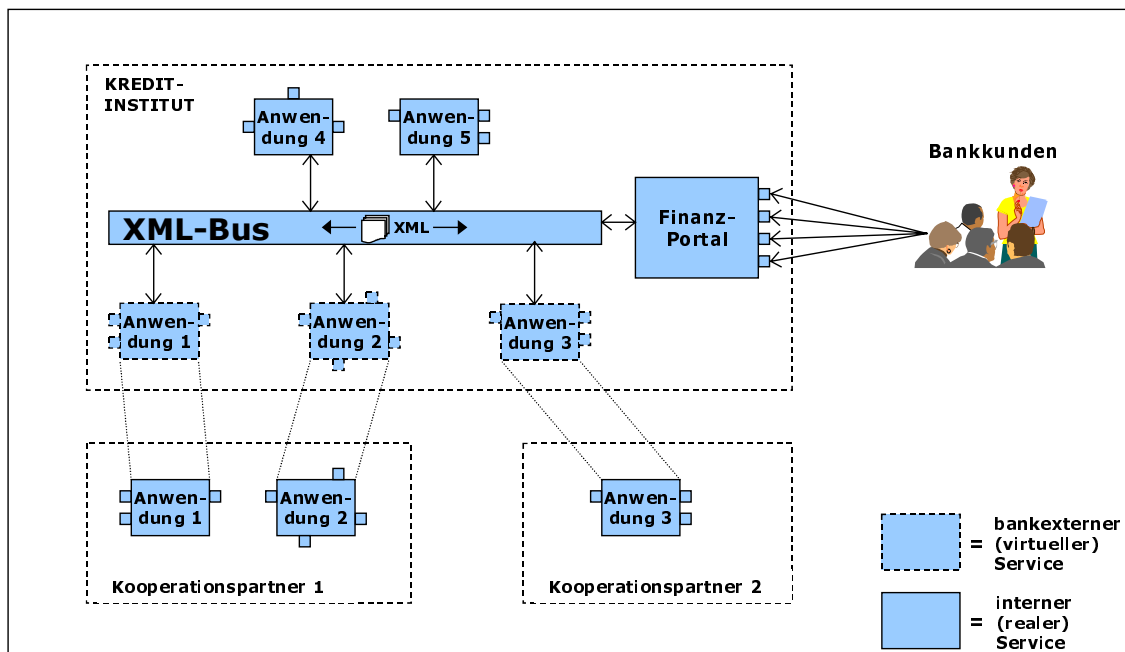 KREDIT-
INSTITUT
Anwen-
dung 4
Anwen-
dung 5
Bankkunden
XML-Bus
XML
Finanz-
Portal
Anwen-
dung 1
Anwen-
dung 2
Anwen-
dung 3
Anwen-
dung 1
Anwen-
dung 2
Kooperationspartner 1
Anwen-
dung 3
Kooperationspartner 2
= bankexterner
(virtueller)
Service
= interner
(realer)
Service